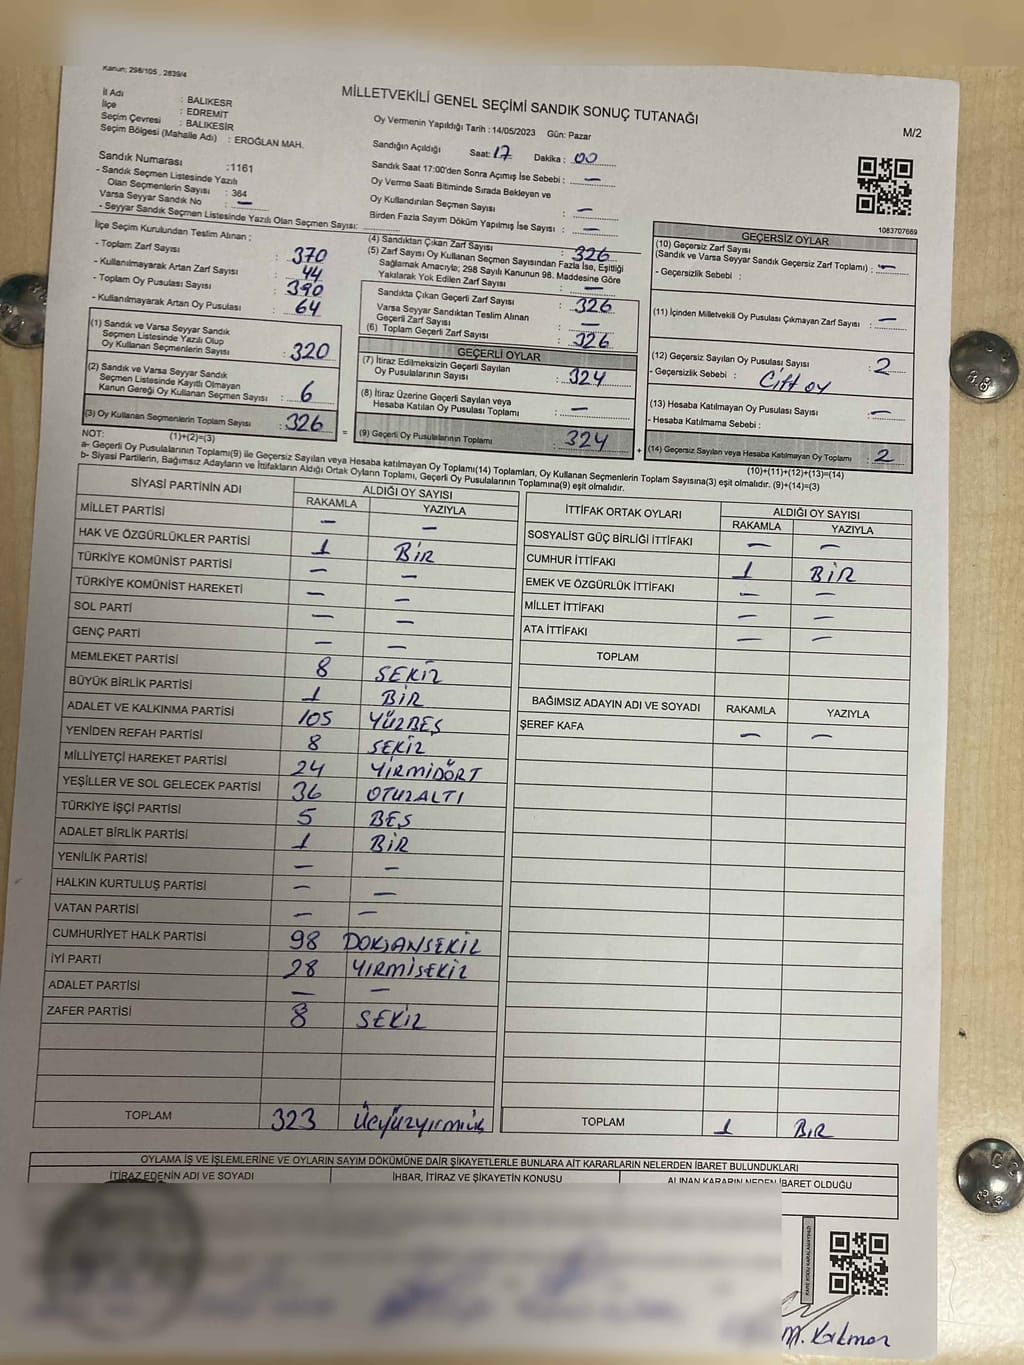 Kanun; 298/105 , 2839/4
MİLLETVEKİLİ GENEL SEÇİMİ SANDIK SONUÇ TUTANAĞI
M/2
İl Adı : BALIKESR
İlçe : EDREMIT
Seçim Çevresi : BALIKESİR
Seçim Bölgesi (Mahalle Adı) : EROĞLAN MAH.
Sandık Numarası :1161
- Sandık Seçmen Listesinde Yazılı
Olan Seçmenlerin Sayısı : 364
Varsa Seyyar Sandık No : —
- Seyyar Sandık Seçmen Listesinde Yazılı Olan Seçmen Sayısı:
Oy Vermenin Yapıldığı Tarih : 14/05/2023 Gün: Pazar
Sandığın Açıldığı Saat: 17 Dakika : 00
Sandık Saat 17:00'den Sonra Açımış İse Sebebi : —
Oy Verme Saati Bitiminde Sırada Bekleyen ve
Oy Kullandırılan Seçmen Sayısı : —
Birden Fazla Sayım Döküm Yapılmış İse Sayısı : —
1083707669
İlçe Seçim Kurulundan Teslim Alınan ;
- Toplam Zarf Sayısı : 370
- Kullanılmayarak Artan Zarf Sayısı : 44
- Toplam Oy Pusulası Sayısı : 390
- Kullanılmayarak Artan Oy Pusulası : 64
(1) Sandık ve Varsa Seyyar Sandık
Seçmen Listesinde Yazılı Olup
Oy Kullanan Seçmenlerin Sayısı : 320
(2) Sandık ve Varsa Seyyar Sandık
Seçmen Listesinde Kayıtlı Olmayan
Kanun Gereği Oy Kullanan Seçmen Sayısı : 6
(3) Oy Kullanan Seçmenlerin Toplam Sayısı : 326
(1)+(2)=(3)
(4) Sandıktan Çıkan Zarf Sayısı : 326
(5) Zarf Sayısı Oy Kullanan Seçmen Sayısından Fazla İse, Eşitliği
Sağlamak Amacıyla; 298 Sayılı Kanunun 98. Maddesine Göre
Yakılarak Yok Edilen Zarf Sayısı : —
Sandıkta Çıkan Geçerli Zarf Sayısı : 326
Varsa Seyyar Sandıktan Teslim Alınan
Geçerli Zarf Sayısı : —
(6) Toplam Geçerli Zarf Sayısı : 326
GEÇERLİ OYLAR
(7) İtiraz Edilmeksizin Geçerli Sayılan
Oy Pusulalarının Sayısı : 324
(8) İtiraz Üzerine Geçerli Sayılan veya
Hesaba Katılan Oy Pusulası Toplamı : —
= (9) Geçerli Oy Pusulalarının Toplamı : 324
GEÇERSİZ OYLAR
(10) Geçersiz Zarf Sayısı
(Sandık ve Varsa Seyyar Sandık Geçersiz Zarf Toplamı) : —
- Geçersizlik Sebebi :
(11) İçinden Milletvekili Oy Pusulası Çıkmayan Zarf Sayısı : —
(12) Geçersiz Sayılan Oy Pusulası Sayısı : 2
- Geçersizlik Sebebi : Çift oy
(13) Hesaba Katılmayan Oy Pusulası Sayısı : —
- Hesaba Katılmama Sebebi :
+ (14) Geçersiz Sayılan veya Hesaba Katılmayan Oy Toplamı : 2
(10)+(11)+(12)+(13)=(14)
NOT:
a- Geçerli Oy Pusulalarının Toplamı(9) ile Geçersiz Sayılan veya Hesaba katılmayan Oy Toplamı(14) Toplamları, Oy Kullanan Seçmenlerin Toplam Sayısına(3) eşit olmalıdır. (9)+(14)=(3)
b- Siyasi Partilerin, Bağımsız Adayların ve İttifakların Aldığı Ortak Oyların Toplamı, Geçerli Oy Pusulalarının Toplamına(9) eşit olmalıdır.
SİYASİ PARTİNİN ADI ALDIĞI OY SAYISI
RAKAMLA YAZIYLA
MİLLET PARTİSİ — —
HAK VE ÖZGÜRLÜKLER PARTİSİ 1 BİR
TÜRKİYE KOMÜNİST PARTİSİ — —
TÜRKİYE KOMÜNİST HAREKETİ — —
SOL PARTİ — —
GENÇ PARTİ — —
MEMLEKET PARTİSİ 8 SEKİZ
BÜYÜK BİRLİK PARTİSİ 1 BİR
ADALET VE KALKINMA PARTİSİ 105 YÜZBEŞ
YENİDEN REFAH PARTİSİ 8 SEKİZ
MİLLİYETÇİ HAREKET PARTİSİ 24 YİRMİDÖRT
YEŞİLLER VE SOL GELECEK PARTİSİ 36 OTUZALTI
TÜRKİYE İŞÇİ PARTİSİ 5 BEŞ
ADALET BİRLİK PARTİSİ 1 BİR
YENİLİK PARTİSİ — —
HALKIN KURTULUŞ PARTİSİ — —
VATAN PARTİSİ — —
CUMHURİYET HALK PARTİSİ 98 DOKSANSEKİZ
İYİ PARTİ 28 YIRMİSEKİZ
ADALET PARTİSİ — —
ZAFER PARTİSİ 8 SEKİZ
TOPLAM 323 Üçyüzyirmiüç
İTTİFAK ORTAK OYLARI ALDIĞI OY SAYISI
RAKAMLA YAZIYLA
SOSYALIST GÜÇ BİRLİĞİ İTTİFAKI — —
CUMHUR İTTİFAKI 1 BİR
EMEK VE ÖZGÜRLÜK İTTİFAKI — —
MİLLET İTTİFAKI — —
ATA İTTİFAKI — —
TOPLAM
BAĞIMSIZ ADAYIN ADI VE SOYADI RAKAMLA YAZIYLA
ŞEREF KAFA — —
TOPLAM 1 BİR
OYLAMA İŞ VE İŞLEMLERİNE VE OYLARIN SAYIM DÖKÜMÜNE DAİR ŞİKAYETLERLE BUNLARA AİT KARARLARIN NELERDEN İBARET BULUNDUKLARI
İTİRAZ EDENİN ADI VE SOYADI İHBAR, İTİRAZ VE ŞİKAYETİN KONUSU ALINAN KARARIN NEDEN İBARET OLDUĞU